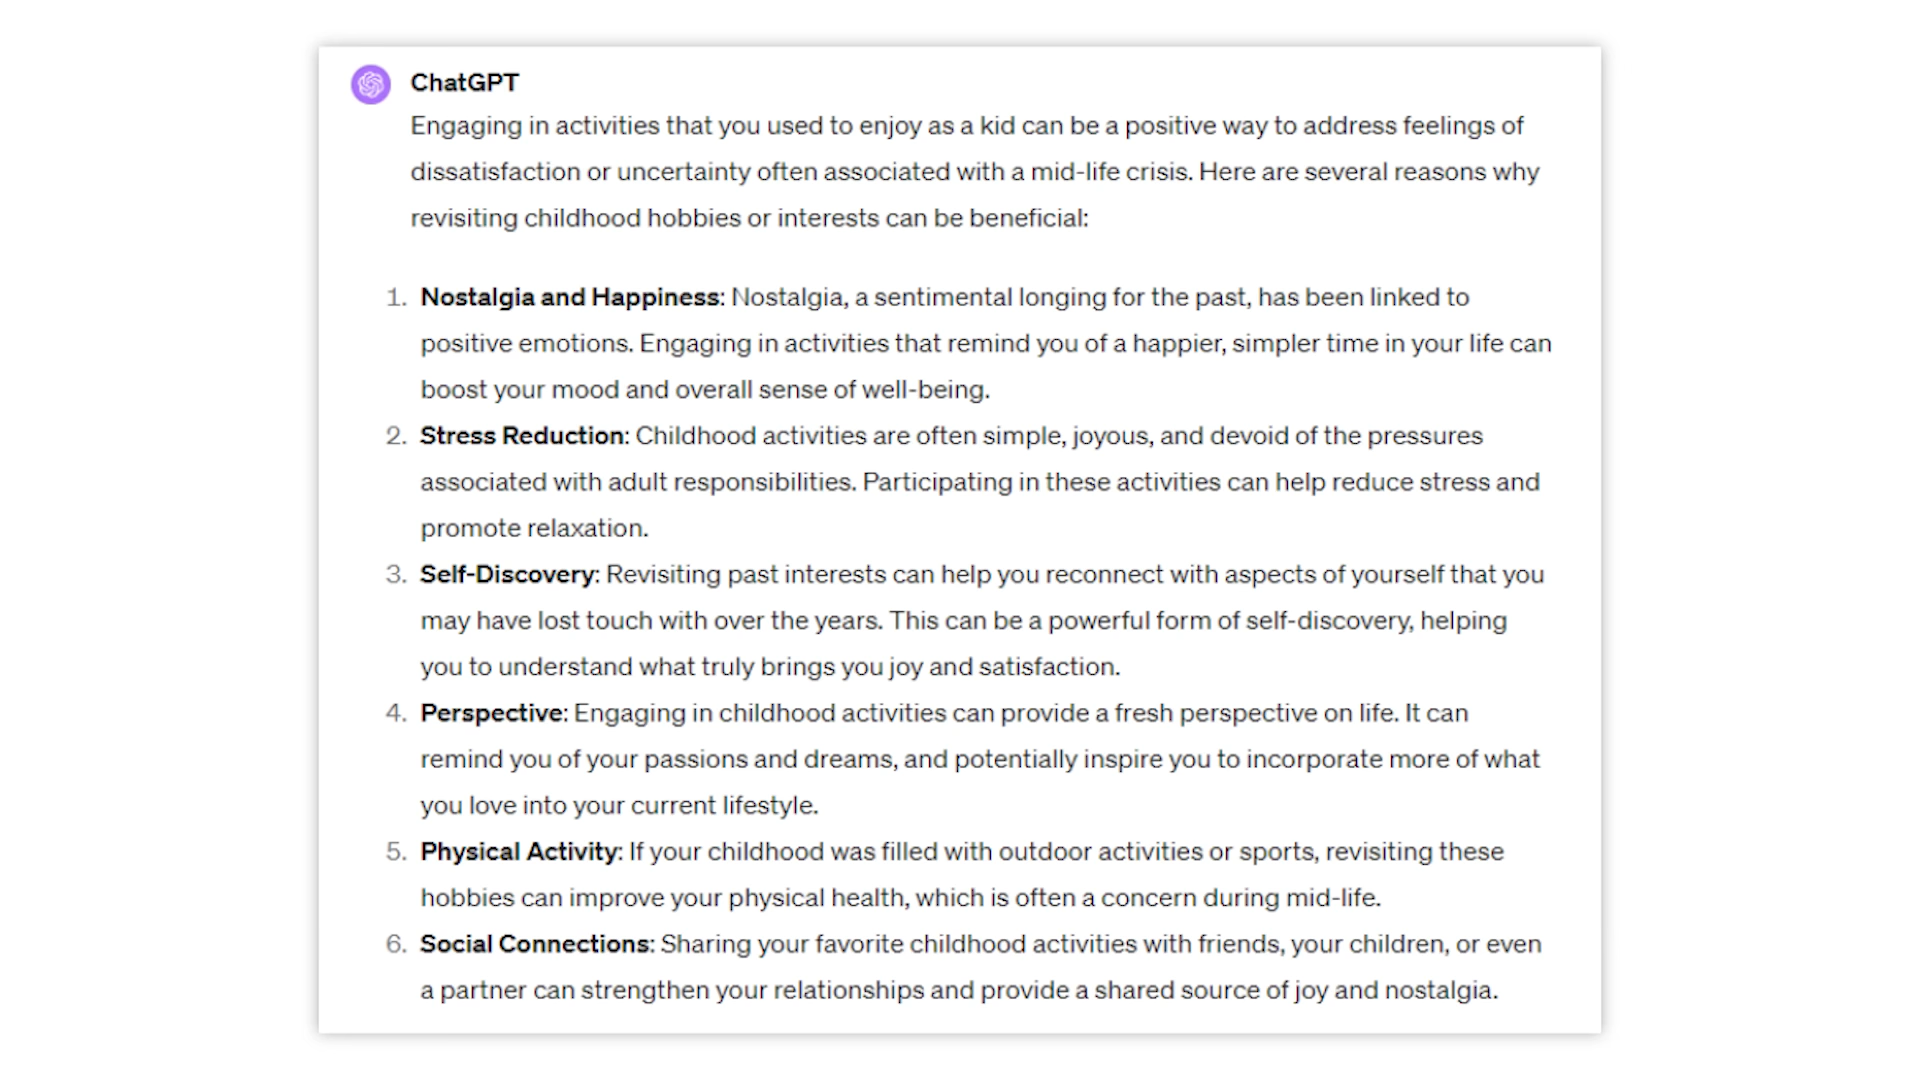 ChatGPT
Engaging in activities that you used to enjoy as a kid can be a positive way to address feelings of
dissatisfaction or uncertainty often associated with a mid-life crisis. Here are several reasons why
revisiting childhood hobbies or interests can be beneficial:
1. Nostalgia and Happiness: Nostalgia, a sentimental longing for the past, has been linked to
positive emotions. Engaging in activities that remind you of a happier, simpler time in your life can
boost your mood and overall sense of well-being.
2. Stress Reduction: Childhood activities are often simple, joyous, and devoid of the pressures
associated with adult responsibilities. Participating in these activities can help reduce stress and
promote relaxation.
3. Self-Discovery: Revisiting past interests can help you reconnect with aspects of yourself that you
may have lost touch with over the years. This can be a powerful form of self-discovery, helping
you to understand what truly brings you joy and satisfaction.
4. Perspective: Engaging in childhood activities can provide a fresh perspective on life. It can
remind you of your passions and dreams, and potentially inspire you to incorporate more of what
you love into your current lifestyle.
5. Physical Activity: If your childhood was filled with outdoor activities or sports, revisiting these
hobbies can improve your physical health, which is often a concern during mid-life.
6. Social Connections: Sharing your favorite childhood activities with friends, your children, or even
a partner can strengthen your relationships and provide a shared source of joy and nostalgia.